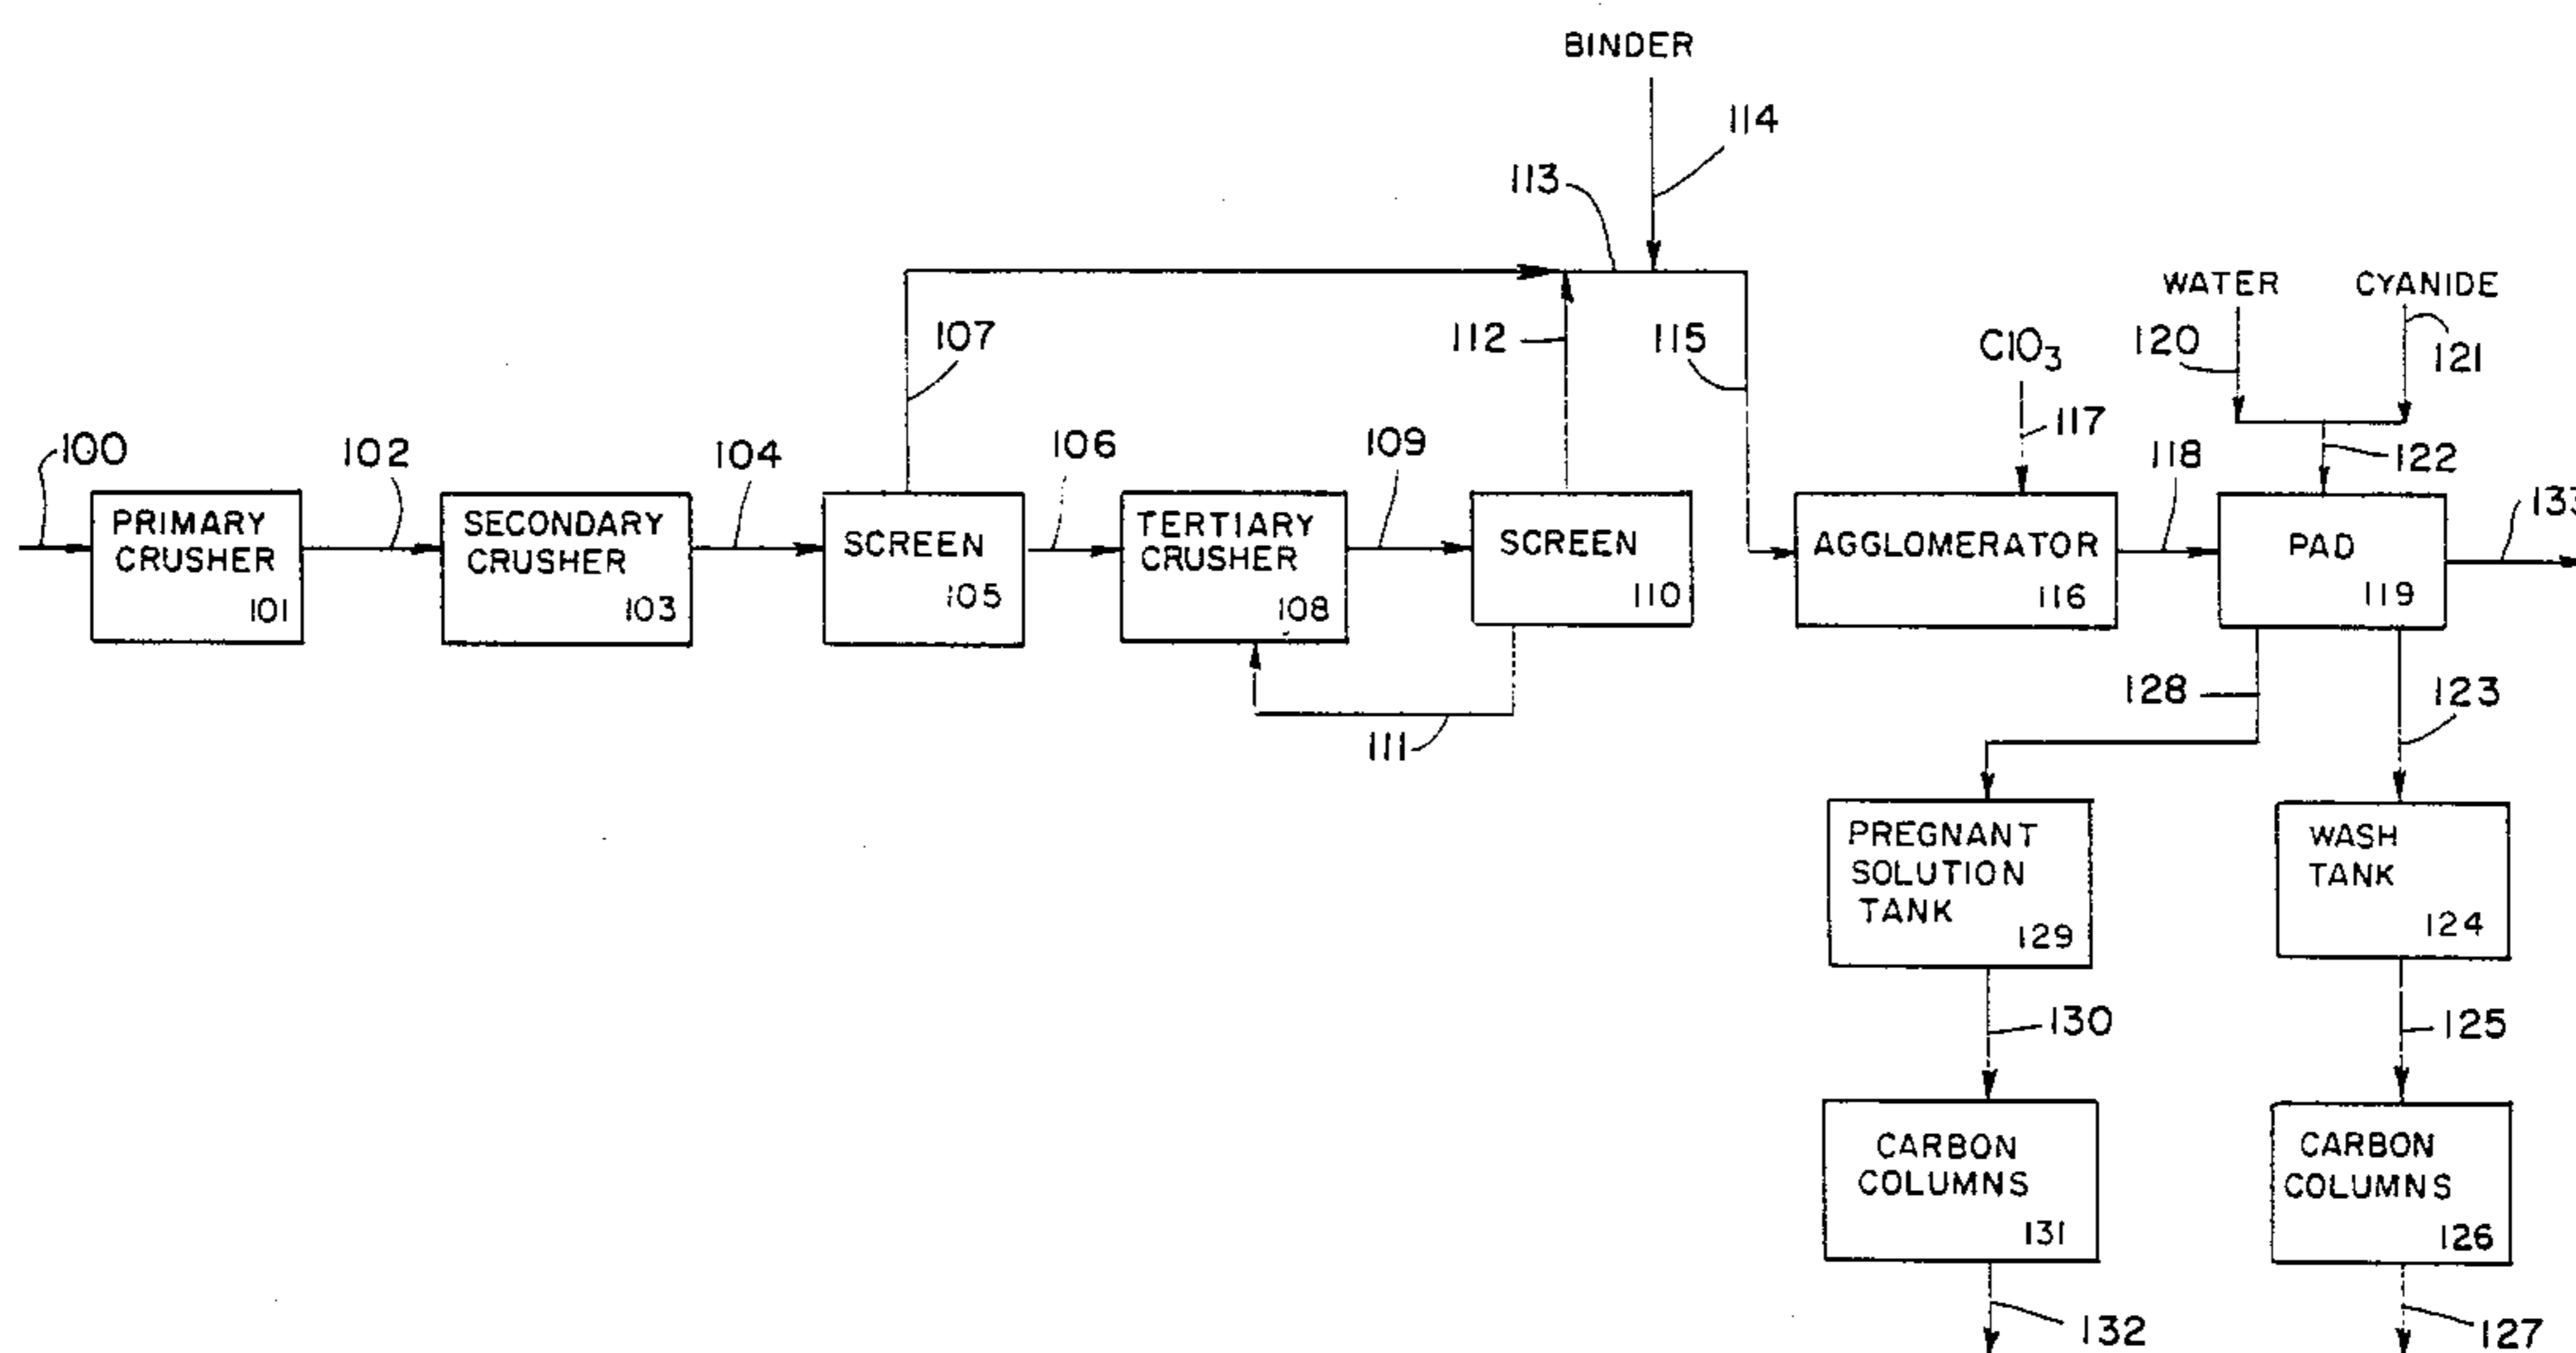 BINDER
114
113
WATER
CYANIDE
107
112
115
ClO3
120
121
100
102
104
106
109
117
118
122
133
PRIMARY
CRUSHER
101
SECONDARY
CRUSHER
103
SCREEN
105
TERTIARY
CRUSHER
108
SCREEN
110
AGGLOMERATOR
116
PAD
119
111
128
123
PREGNANT
SOLUTION
TANK
129
WASH
TANK
124
130
125
CARBON
COLUMNS
131
CARBON
COLUMNS
126
132
127